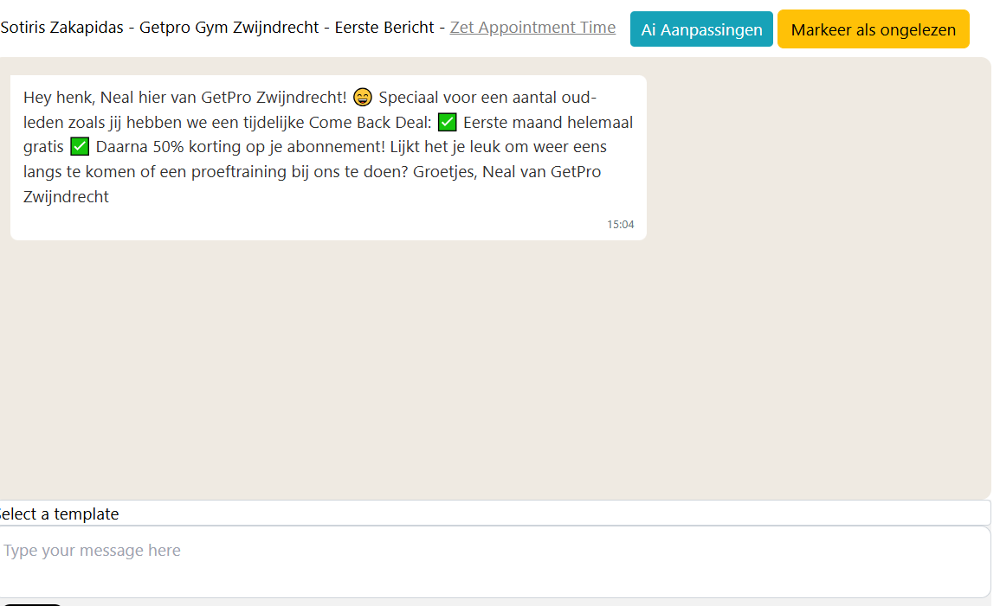 Sotiris Zakapidas - Getpro Gym Zwijndrecht - Eerste Bericht - Zet Appointment Time
Ai Aanpassingen
Markeer als ongelezen
Hey henk, Neal hier van GetPro Zwijndrecht! 😄 Speciaal voor een aantal oud-
leden zoals jij hebben we een tijdelijke Come Back Deal: ✅ Eerste maand helemaal
gratis ✅ Daarna 50% korting op je abonnement! Lijkt het je leuk om weer eens
langs te komen of een proeftraining bij ons te doen? Groetjes, Neal van GetPro
Zwijndrecht
15:04
Select a template
Type your message here